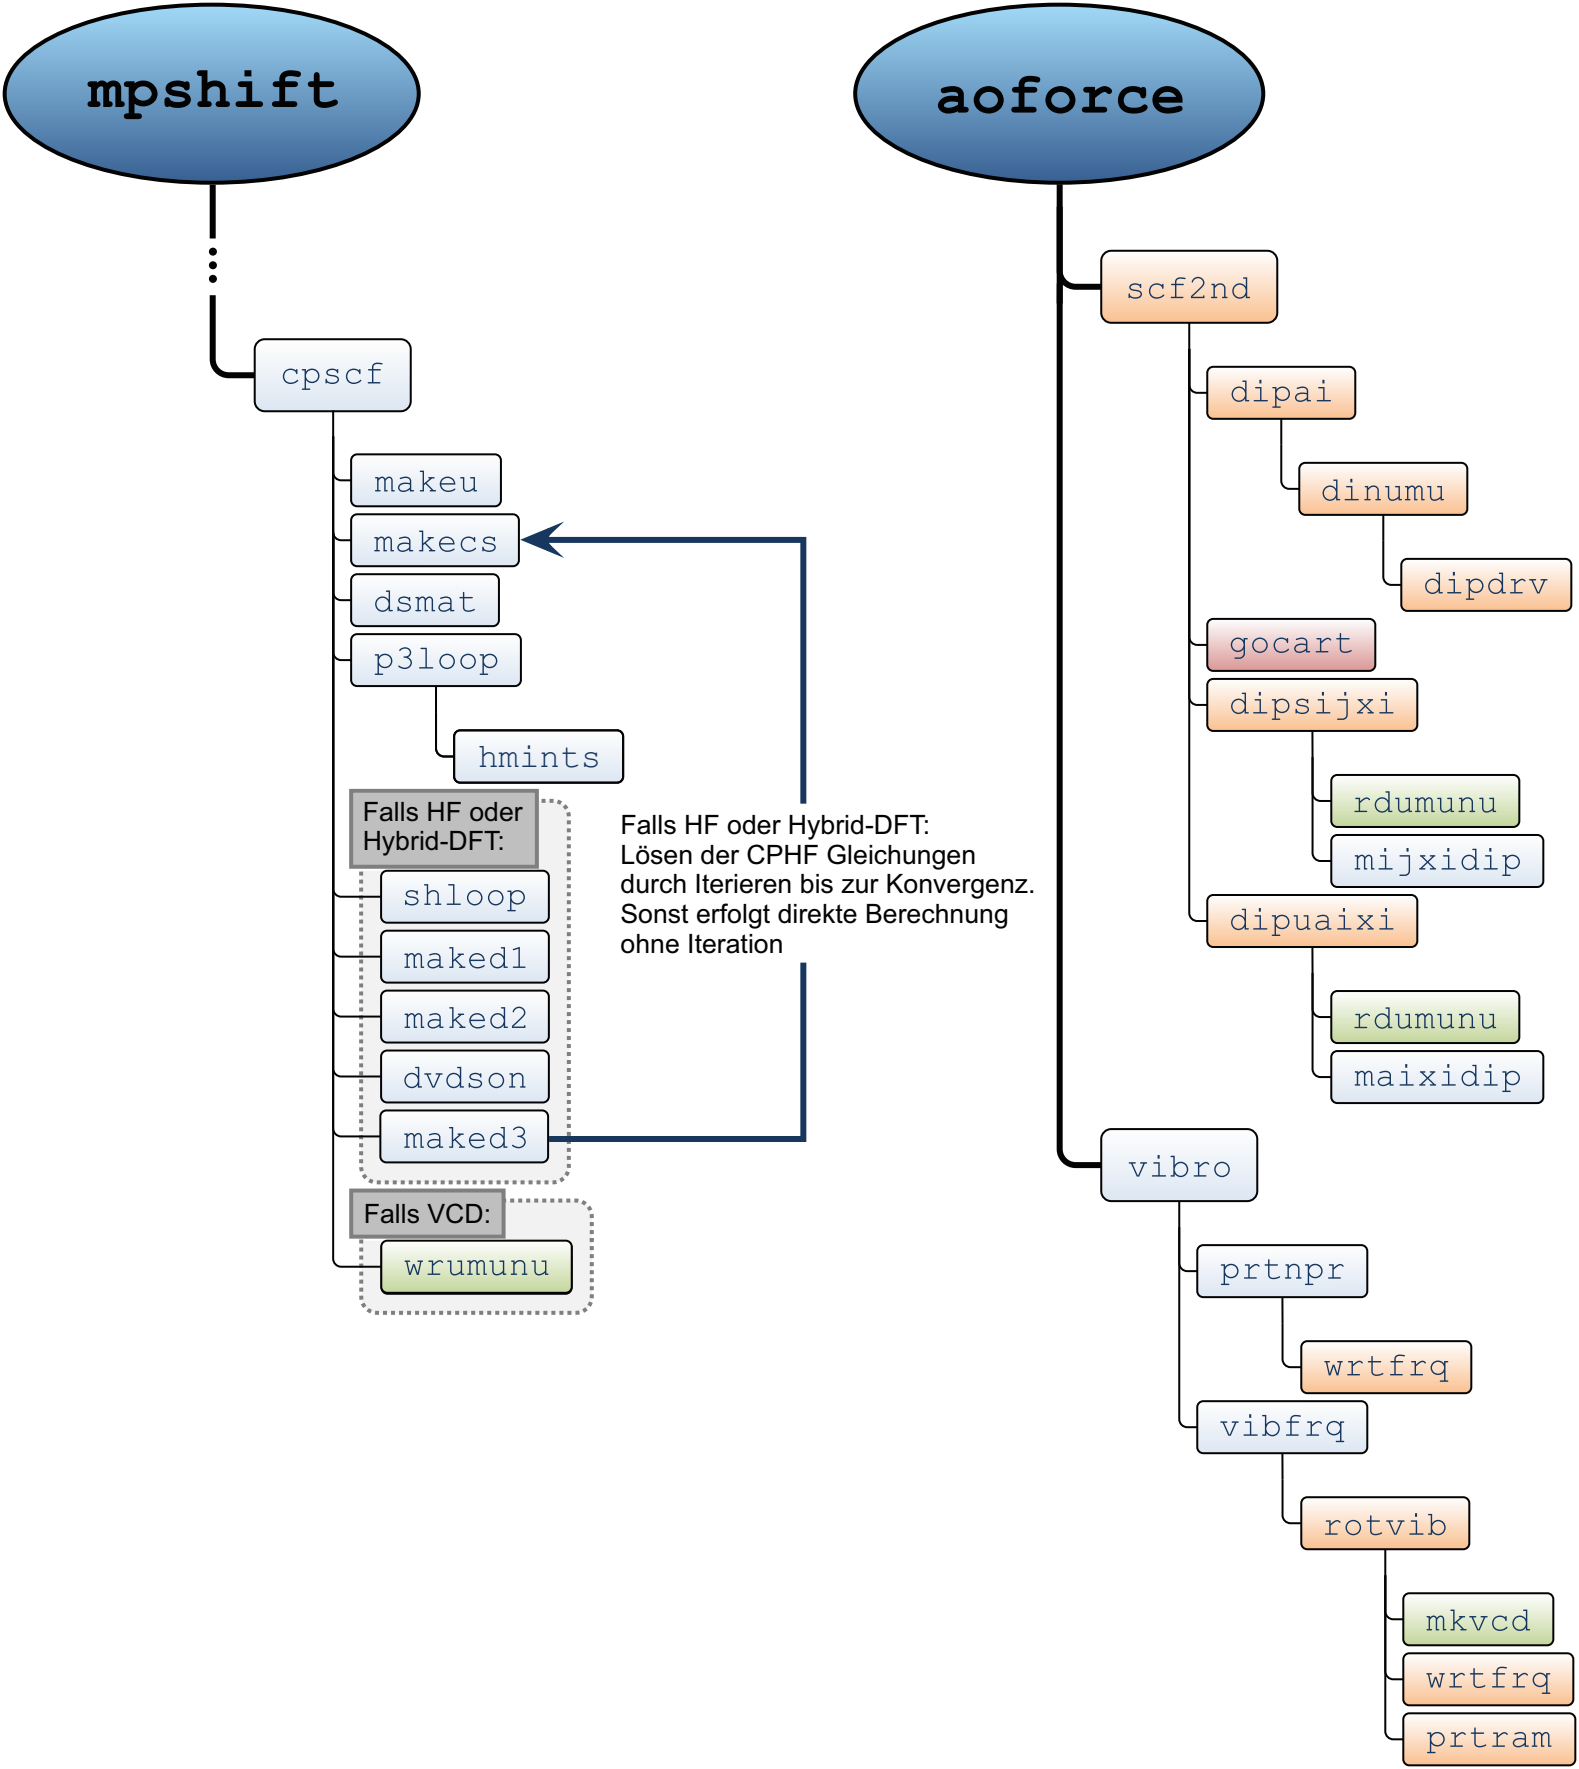 mpshift
cpscf
makeu
makecs
dsmat
p3loop
hmints
Falls HF oder
Hybrid-DFT:
shloop
maked1
maked2
dvdson
maked3
Falls VCD:
wrumunu
Falls HF oder Hybrid-DFT:
Lösen der CPHF Gleichungen
durch Iterieren bis zur Konvergenz.
Sonst erfolgt direkte Berechnung
ohne Iteration
aoforce
scf2nd
dipai
dinumu
dipdrv
gocart
dipsijxi
rdumunu
mijxidip
dipuaixi
rdumunu
maixidip
vibro
prtnpr
wrtfrq
vibfrq
rotvib
mkvcd
wrtfrq
prtram